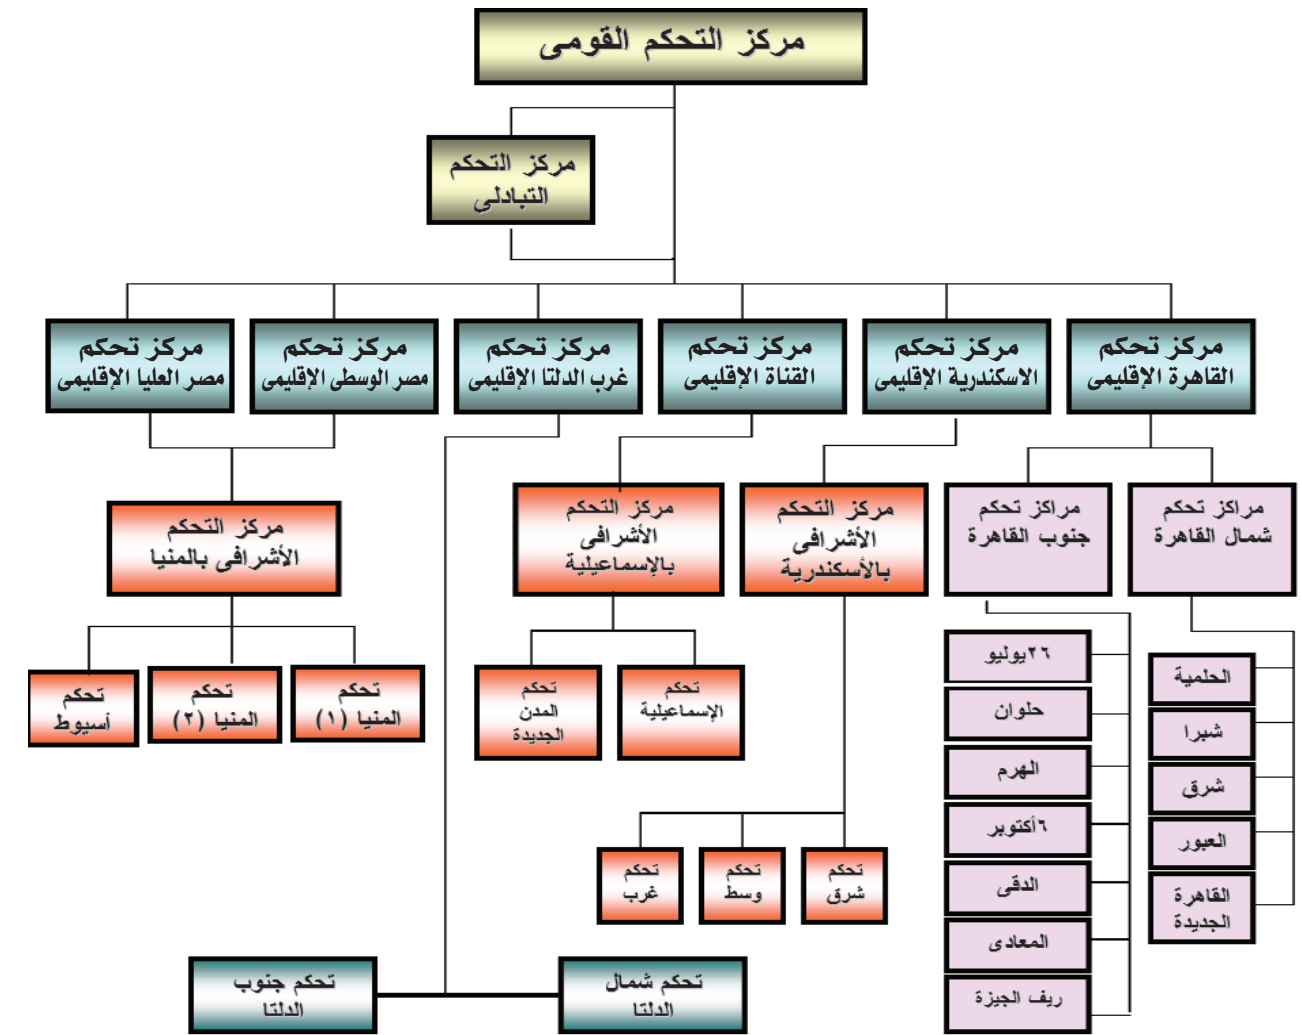 مركز التحكم القومى
مركز التحكم
التبادلى
مركز تحكم
القاهرة الإقليمى
مركز تحكم
الاسكندرية الإقليمى
مركز تحكم
القناة الإقليمى
مركز تحكم
غرب الدلتا الإقليمى
مركز تحكم
مصر الوسطى الإقليمى
مركز تحكم
مصر العليا الإقليمى
مراكز تحكم
شمال القاهرة
مراكز تحكم
جنوب القاهرة
مركز التحكم
الأشرافى
بالأسكندرية
مركز التحكم
الأشرافى
بالإسماعيلية
مركز التحكم
الأشرافى بالمنيا
الحلمية
شبرا
شرق
العبور
القاهرة
الجديدة
٢٦يوليو
حلوان
الهرم
٦أكتوبر
الدقى
المعادى
ريف الجيزة
تحكم
شرق
تحكم
وسط
تحكم
غرب
تحكم
الإسماعيلية
تحكم
المدن
الجديدة
تحكم
المنيا (١)
تحكم
المنيا (٢)
تحكم
أسيوط
تحكم شمال
الدلتا
تحكم جنوب
الدلتا